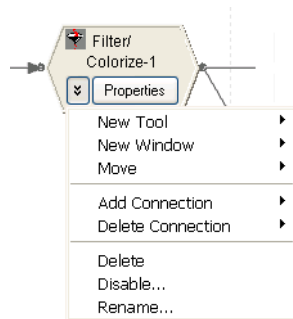 Filter/
Colorize-1
Properties
New Tool
New Window
Move
Add Connection
Delete Connection
Delete
Disable...
Rename...